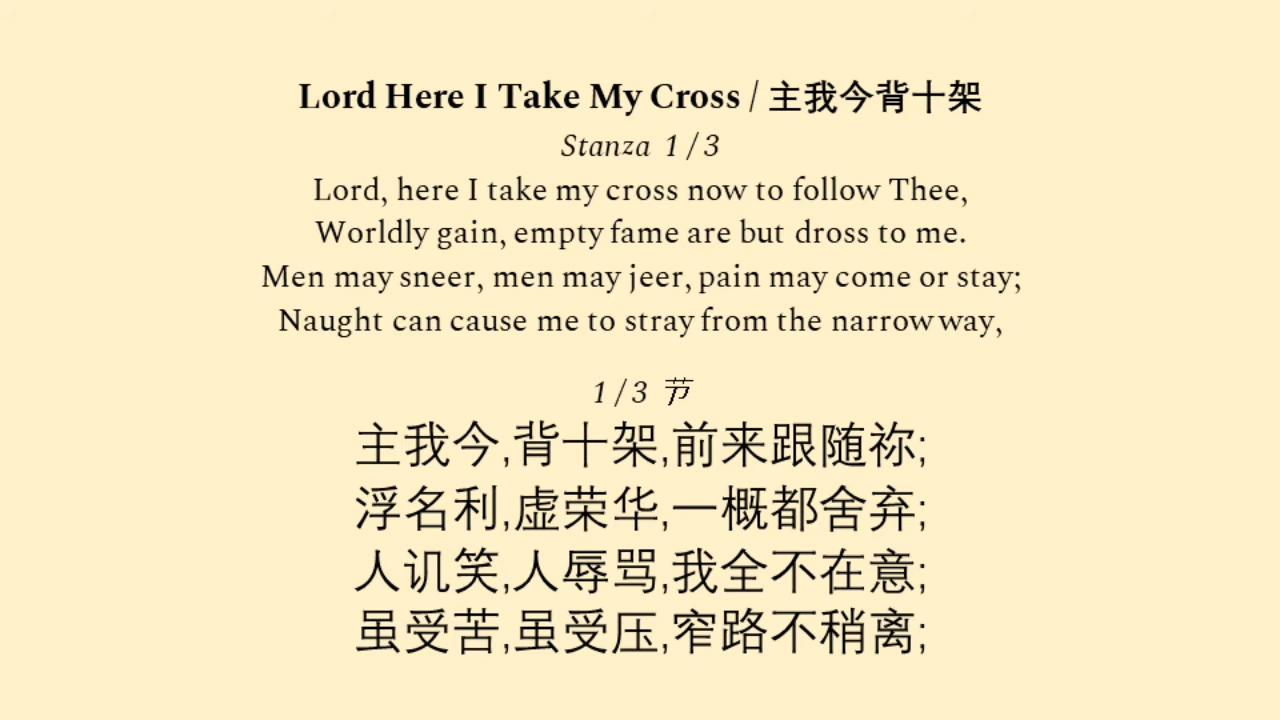 Lord Here I Take My Cross / 主我今背十架
Stanza 1 / 3
Lord, here I take my cross now to follow Thee,
Worldly gain, empty fame are but dross to me.
Men may sneer, men may jeer, pain may come or stay;
Naught can cause me to stray from the narrow way,
1 / 3 节
主我今,背十架,前来跟随祢;
浮名利,虚荣华,一概都舍弃;
人讥笑,人辱骂,我全不在意;
虽受苦,虽受压,窄路不稍离;